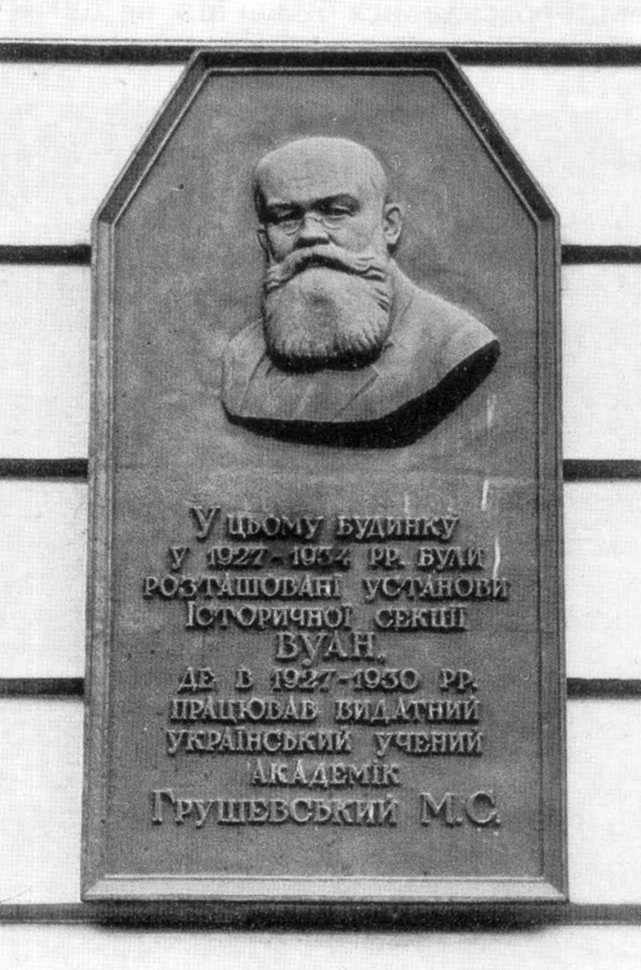 У цьому будинку
у 1927-1934 рр. були
розташовані установи
Історичної секції
ВУАН,
де в 1927-1930 рр.
працював видатний
український учений
академік
Грушевський М.С.